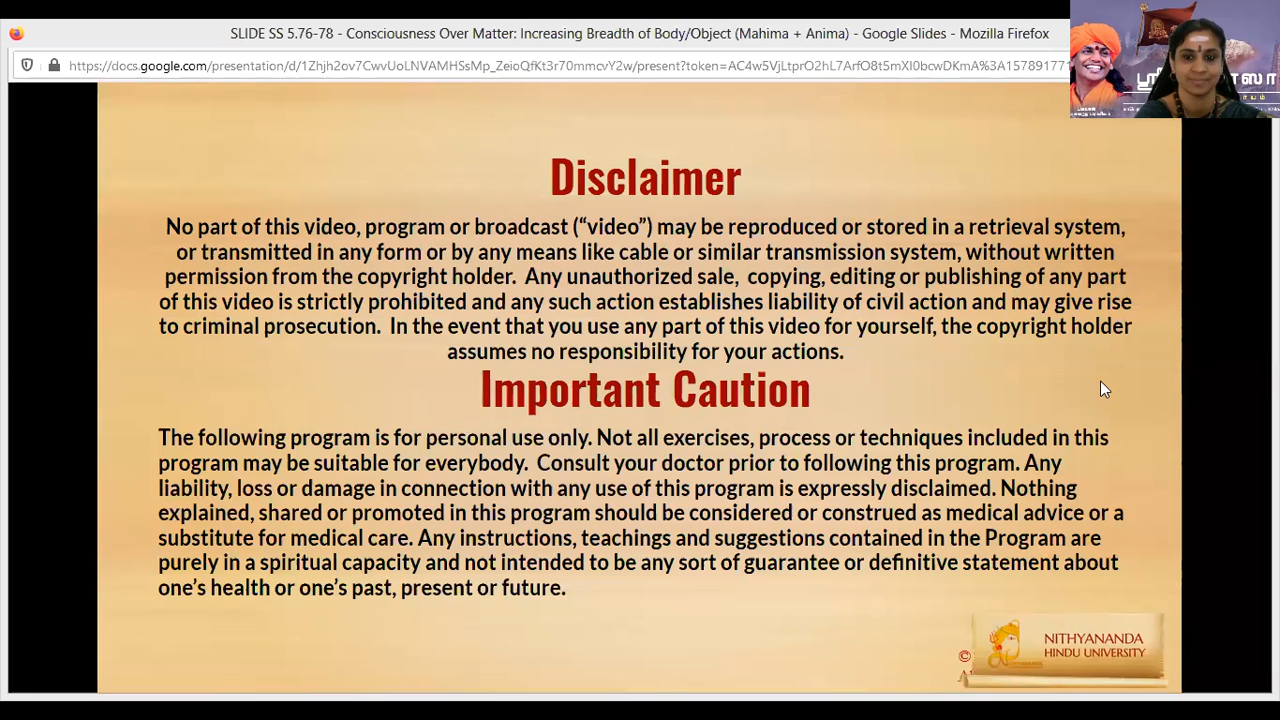 SLIDE SS 5.76-78 - Consciousness Over Matter: Increasing Breadth of Body/Object (Mahima + Anima) - Google Slides - Mozilla Firefox
https://docs.google.com/presentation/d/1Zhjh2ov7CwvUoLNVAMHSsMp_ZeioQfKt3r70mmcvY2w/present?token=AC4w5VjLtprO2hL7ArfO8t5mXI0bcwDKmA%3A15789177
Disclaimer
No part of this video, program or broadcast (“video”) may be reproduced or stored in a retrieval system,
or transmitted in any form or by any means like cable or similar transmission system, without written
permission from the copyright holder.  Any unauthorized sale,  copying, editing or publishing of any part
of this video is strictly prohibited and any such action establishes liability of civil action and may give rise
to criminal prosecution.  In the event that you use any part of this video for yourself, the copyright holder
assumes no responsibility for your actions.
Important Caution
The following program is for personal use only. Not all exercises, process or techniques included in this
program may be suitable for everybody.  Consult your doctor prior to following this program. Any
liability, loss or damage in connection with any use of this program is expressly disclaimed. Nothing
explained, shared or promoted in this program should be considered or construed as medical advice or a
substitute for medical care. Any instructions, teachings and suggestions contained in the Program are
purely in a spiritual capacity and not intended to be any sort of guarantee or definitive statement about
one’s health or one’s past, present or future.
NITHYANANDA
HINDU UNIVERSITY
©